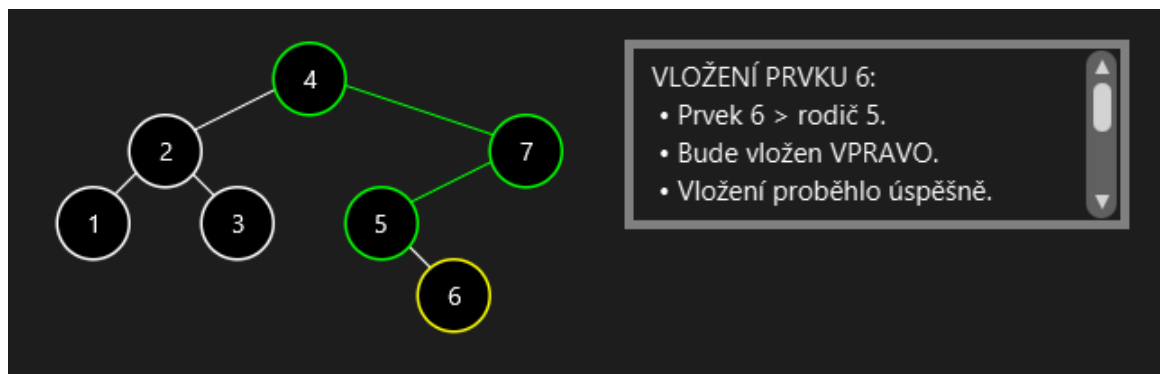 4
2
7
1
3
5
6
VLOŽENÍ PRVKU 6:
• Prvek 6 > rodič 5.
• Bude vložen VPRAVO.
• Vložení proběhlo úspěšně.